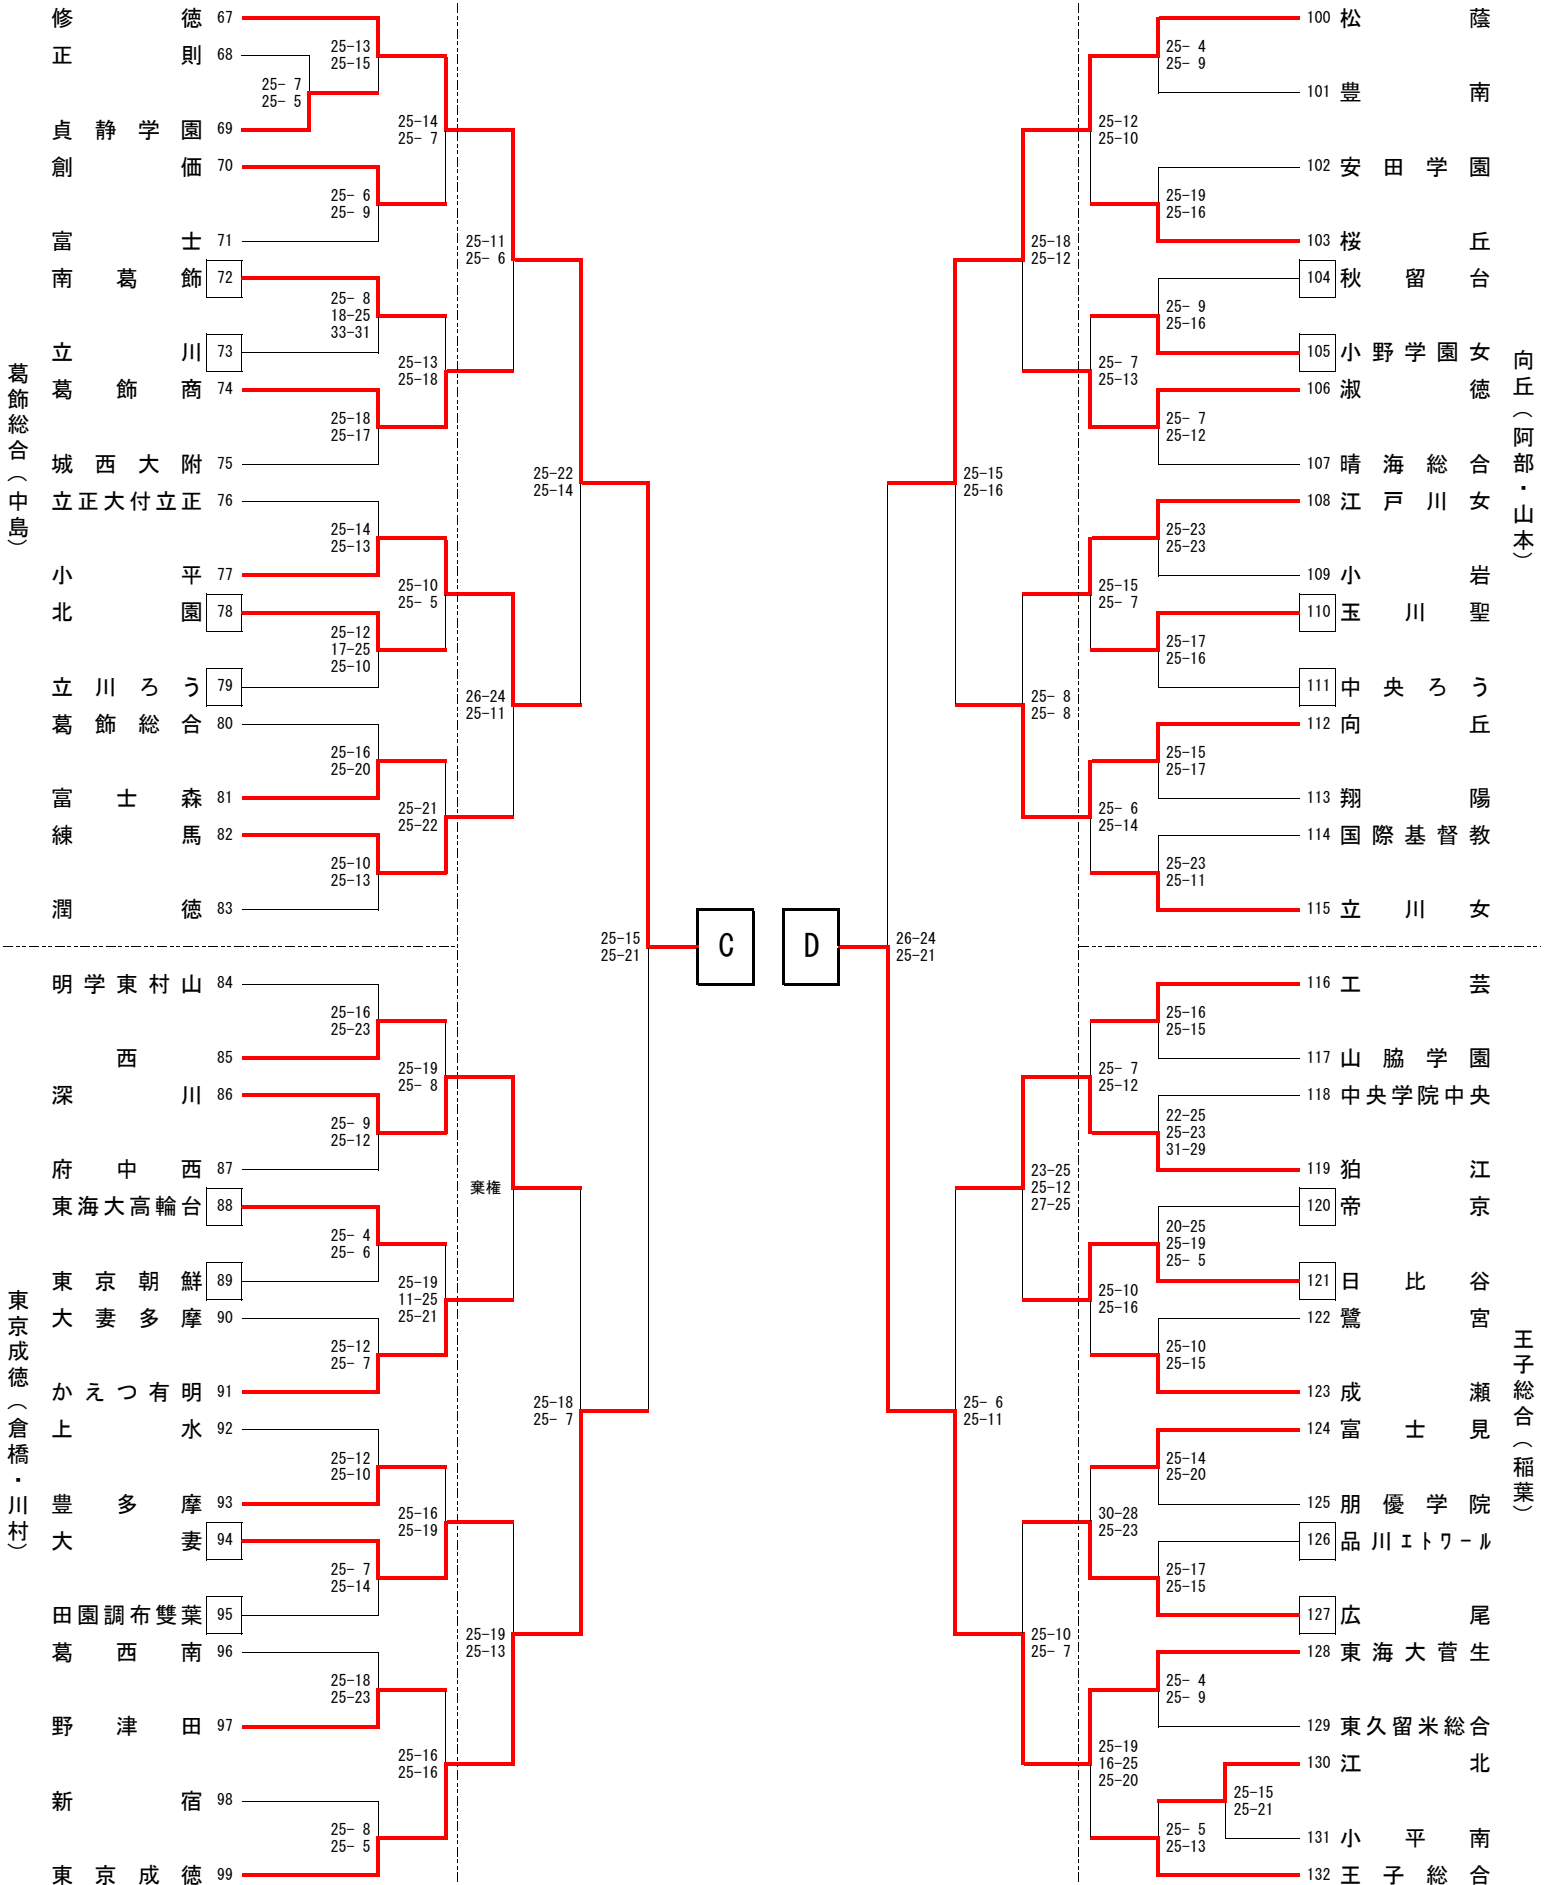 葛飾総合（中島）
修徳 67
正則 68
貞静学園 69
創価 70
富士 71
南葛飾 72
立川 73
葛飾商 74
城西大附 75
立正大付立正 76
小平 77
北園 78
立川ろう 79
葛飾総合 80
富士森 81
練馬 82
潤徳 83
25-13
25-15
25- 7
25- 5
25- 6
25- 9
25- 8
18-25
33-31
25-18
25-17
25-14
25-13
25-12
17-25
25-10
25-16
25-20
25-10
25-13
25-14
25- 7
25-13
25-18
25-10
25- 5
25-21
25-22
25-11
25- 6
26-24
25-11
25-22
25-14
東京成徳（倉橋・川村）
明学東村山 84
西 85
深川 86
府中西 87
東海大高輪台 88
東京朝鮮 89
大妻多摩 90
かえつ有明 91
上水 92
豊多摩 93
大妻 94
田園調布雙葉 95
葛西南 96
野津田 97
新宿 98
東京成徳 99
25-16
25-23
25- 9
25-12
25- 4
25- 6
25-12
25- 7
25-12
25-10
25- 7
25-14
25-18
25-23
25- 8
25- 5
25-19
25- 8
25-19
11-25
25-21
25-16
25-19
25-16
25-16
棄権
25-19
25-13
25-18
25- 7
25-15
25-21
C
D
26-24
25-21
25-15
25-16
25-18
25-12
25- 8
25- 8
25-12
25-10
25- 7
25-13
25-15
25- 7
25- 6
25-14
25- 4
25- 9
25-19
25-16
25- 9
25-16
25- 7
25-12
25-23
25-23
25-17
25-16
25-15
25-17
25-23
25-11
100 松蔭
101 豊南
102 安田学園
103 桜丘
104 秋留台
105 小野学園女
106 淑徳
107 晴海総合
108 江戸川女
109 小岩
110 玉川聖
111 中央ろう
112 向丘
113 翔陽
114 国際基督教
115 立川女
向丘（阿部・山本）
25- 6
25-11
23-25
25-12
27-25
25-10
25- 7
25- 7
25-12
25-10
25-16
30-28
25-23
25-19
16-25
25-20
25-16
25-15
22-25
25-23
31-29
20-25
25-19
25- 5
25-10
25-15
25-14
25-20
25-17
25-15
25- 4
25- 9
25-15
25-21
25- 5
25-13
116 工芸
117 山脇学園
118 中央学院中央
119 狛江
120 帝京
121 日比谷
122 鷺宮
123 成瀬
124 富士見
125 朋優学院
126 品川ｴﾄﾜｰﾙ
127 広尾
128 東海大菅生
129 東久留米総合
130 江北
131 小平南
132 王子総合
王子総合（稲葉）